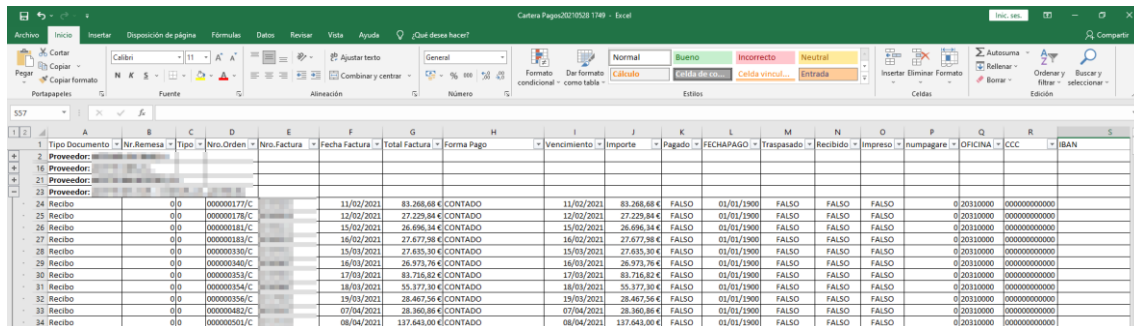 Cartera Pagos20210528 1749 - Excel Inic. ses.
Archivo Inicio Insertar Disposición de página Fórmulas Datos Revisar Vista Ayuda ¿Qué desea hacer? Compartir
Pegar Cortar Copiar Copiar formato Calibri 11 N K S Ajustar texto Combinar y centrar General % 000 Formato condicional Dar formato como tabla Normal Bueno Incorrecto Neutral Cálculo Celda de co... Celda vincul... Entrada Insertar Eliminar Formato Autosuma Rellenar Borrar Ordenar y filtrar Buscar y seleccionar
Portapapeles Fuente Alineación Número Estilos Celdas Edición
S57 fx
1 2 A B C D E F G H I J K L M N O P Q R S
1 Tipo Documento Nr.Remesa Tipo Nro.Orden Nro.Factura Fecha Factura Total Factura Forma Pago Vencimiento Importe Pagado FECHAPAGO Traspasado Recibido Impreso numpagare OFICINA CCC IBAN
2 Proveedor:
16 Proveedor:
21 Proveedor:
23 Proveedor:
24 Recibo 0 0 000000177/C 11/02/2021 83.268,68 € CONTADO 11/02/2021 83.268,68 € FALSO 01/01/1900 FALSO FALSO FALSO 0 20310000 000000000000
25 Recibo 0 0 000000178/C 12/02/2021 27.229,84 € CONTADO 12/02/2021 27.229,84 € FALSO 01/01/1900 FALSO FALSO FALSO 0 20310000 000000000000
26 Recibo 0 0 000000181/C 15/02/2021 26.696,34 € CONTADO 15/02/2021 26.696,34 € FALSO 01/01/1900 FALSO FALSO FALSO 0 20310000 000000000000
27 Recibo 0 0 000000183/C 16/02/2021 27.677,98 € CONTADO 16/02/2021 27.677,98 € FALSO 01/01/1900 FALSO FALSO FALSO 0 20310000 000000000000
28 Recibo 0 0 000000330/C 15/03/2021 27.635,30 € CONTADO 15/03/2021 27.635,30 € FALSO 01/01/1900 FALSO FALSO FALSO 0 20310000 000000000000
29 Recibo 0 0 000000340/C 16/03/2021 26.973,76 € CONTADO 16/03/2021 26.973,76 € FALSO 01/01/1900 FALSO FALSO FALSO 0 20310000 000000000000
30 Recibo 0 0 000000353/C 17/03/2021 83.716,82 € CONTADO 17/03/2021 83.716,82 € FALSO 01/01/1900 FALSO FALSO FALSO 0 20310000 000000000000
31 Recibo 0 0 000000354/C 18/03/2021 55.377,30 € CONTADO 18/03/2021 55.377,30 € FALSO 01/01/1900 FALSO FALSO FALSO 0 20310000 000000000000
32 Recibo 0 0 000000356/C 19/03/2021 28.467,56 € CONTADO 19/03/2021 28.467,56 € FALSO 01/01/1900 FALSO FALSO FALSO 0 20310000 000000000000
33 Recibo 0 0 000000482/C 07/04/2021 28.360,86 € CONTADO 07/04/2021 28.360,86 € FALSO 01/01/1900 FALSO FALSO FALSO 0 20310000 000000000000
34 Recibo 0 0 000000501/C 08/04/2021 137.643,00 € CONTADO 08/04/2021 137.643,00 € FALSO 01/01/1900 FALSO FALSO FALSO 0 20310000 000000000000